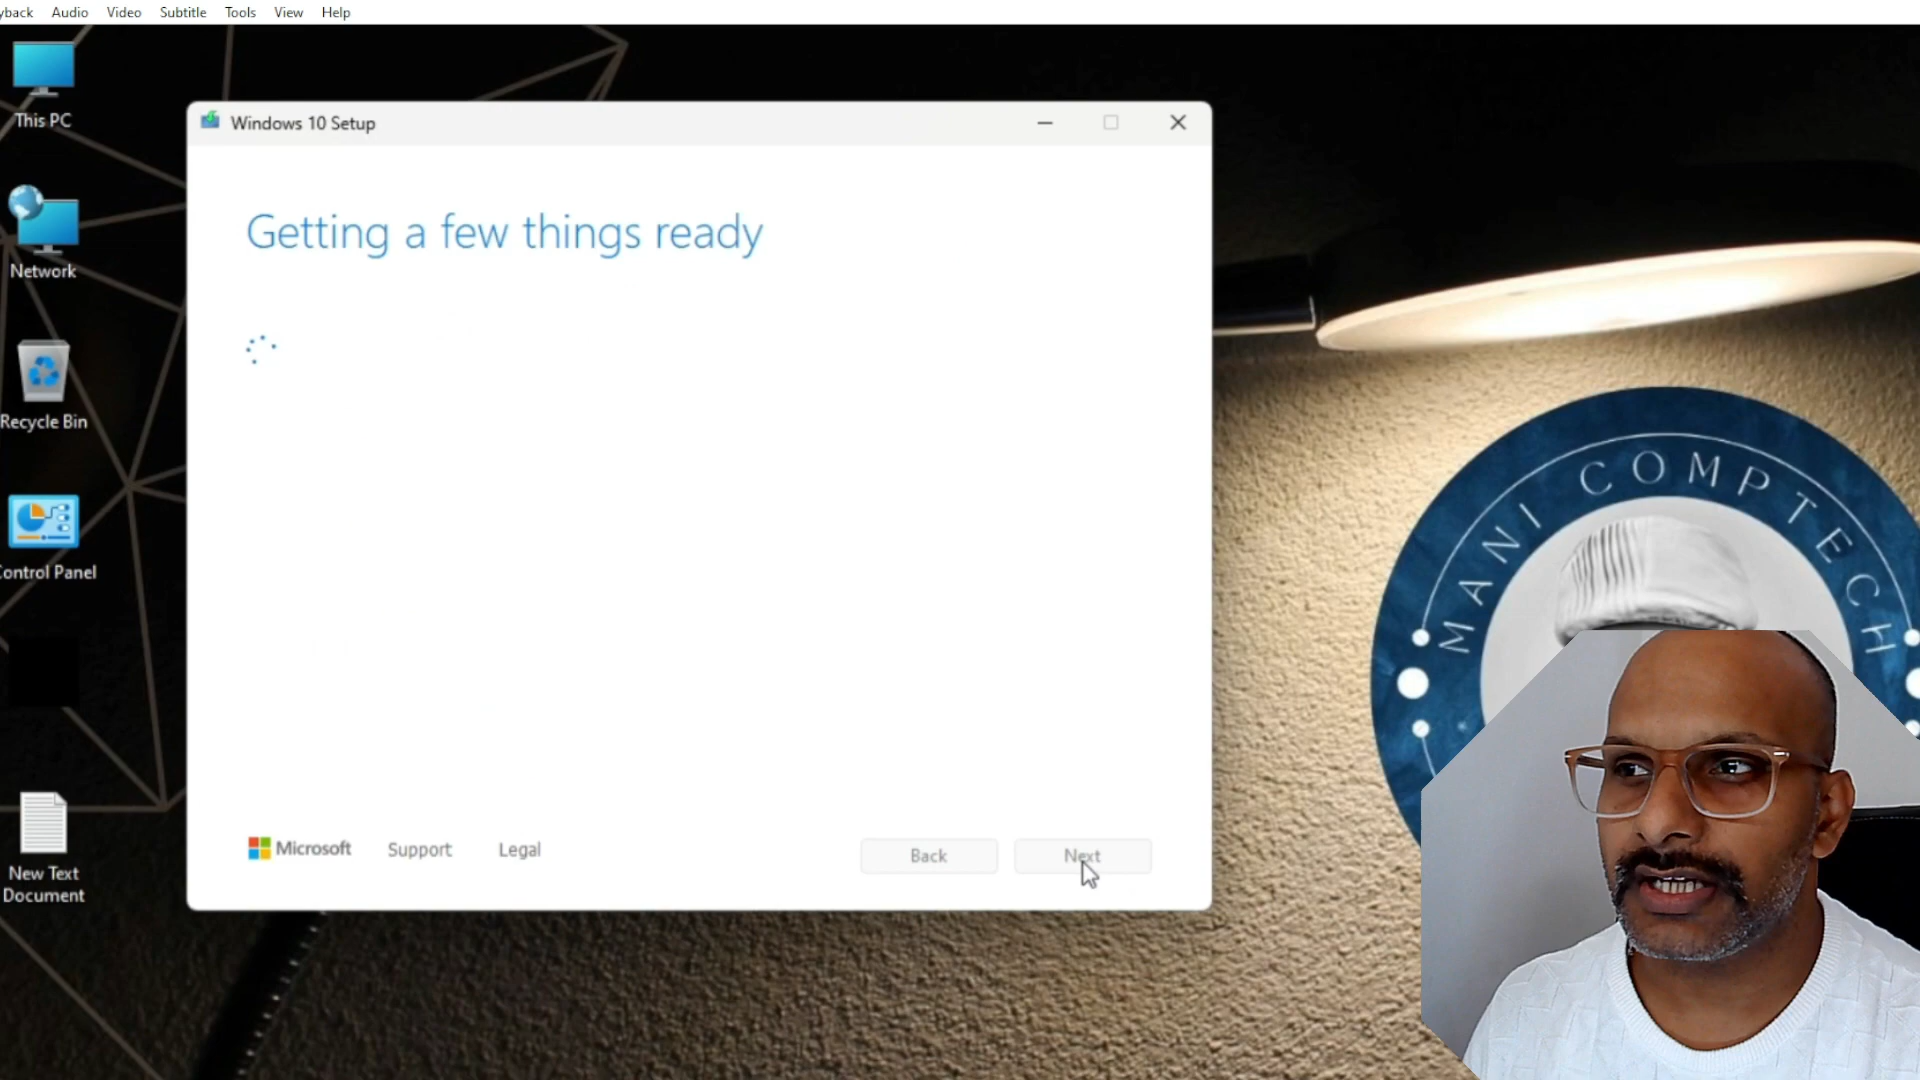 yback Audio Video Subtitle Tools View Help
This PC
Network
Recycle Bin
Control Panel
New Text
Document
Windows 10 Setup
Getting a few things ready
Microsoft Support Legal
Back Next
MANI COMPTECH